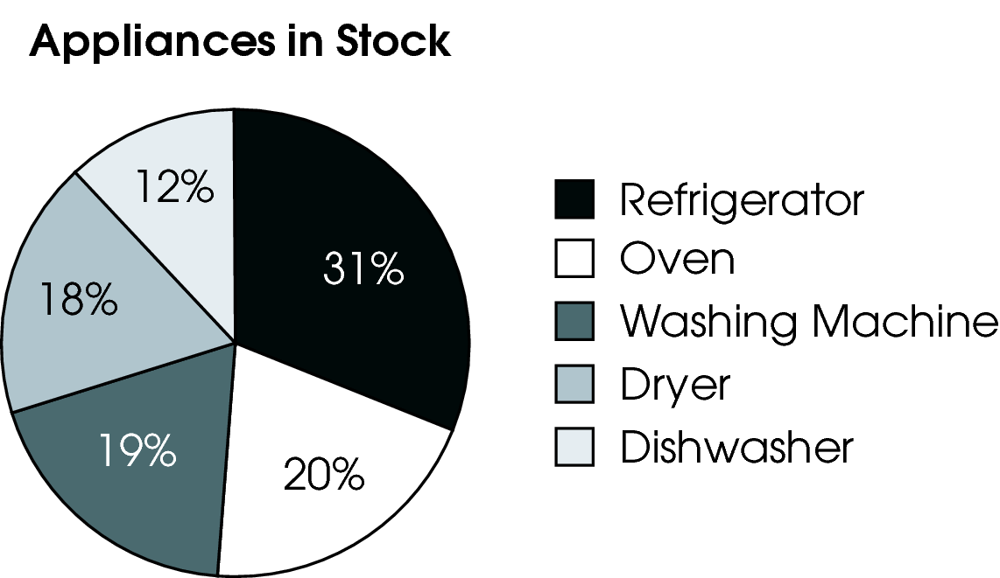 Appliances in Stock
12%
31%
18%
19%
20%
Refrigerator
Oven
Washing Machine
Dryer
Dishwasher